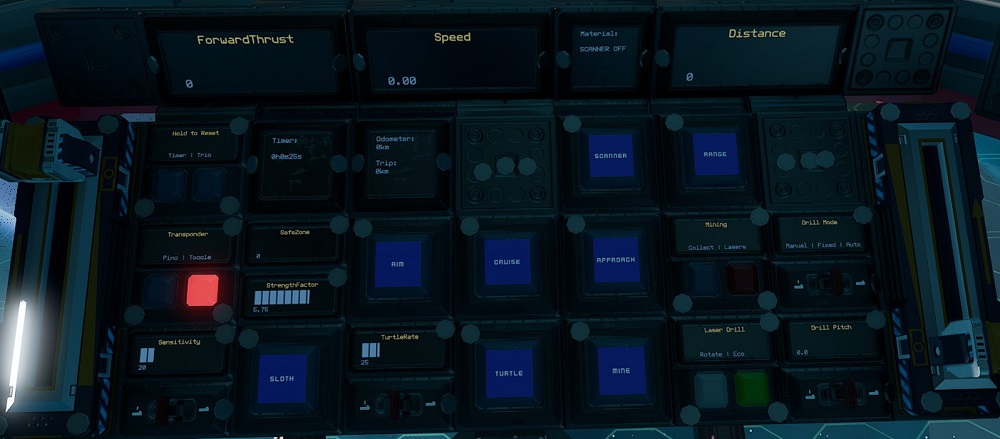 ForwardThrust
0
Speed
0.00
Material:
SCANNER OFF
Distance
0
Hold to Reset
Timer | Trip
Timer:
0h0m25s
Odometer:
0km
Trip:
0km
SCANNER
RANGE
Transponder
Ping | Toggle
SafeZone
0
StrengthFactor
5.75
AIM
CRUISE
APPROACH
Mining
Collect | Lasers
Drill Mode
Manual | Fixed | Auto
Sensitivity
20
SLOTH
TurtleRate
25
TURTLE
MINE
Laser Drill
Rotate | Eco
Drill Pitch
0.0